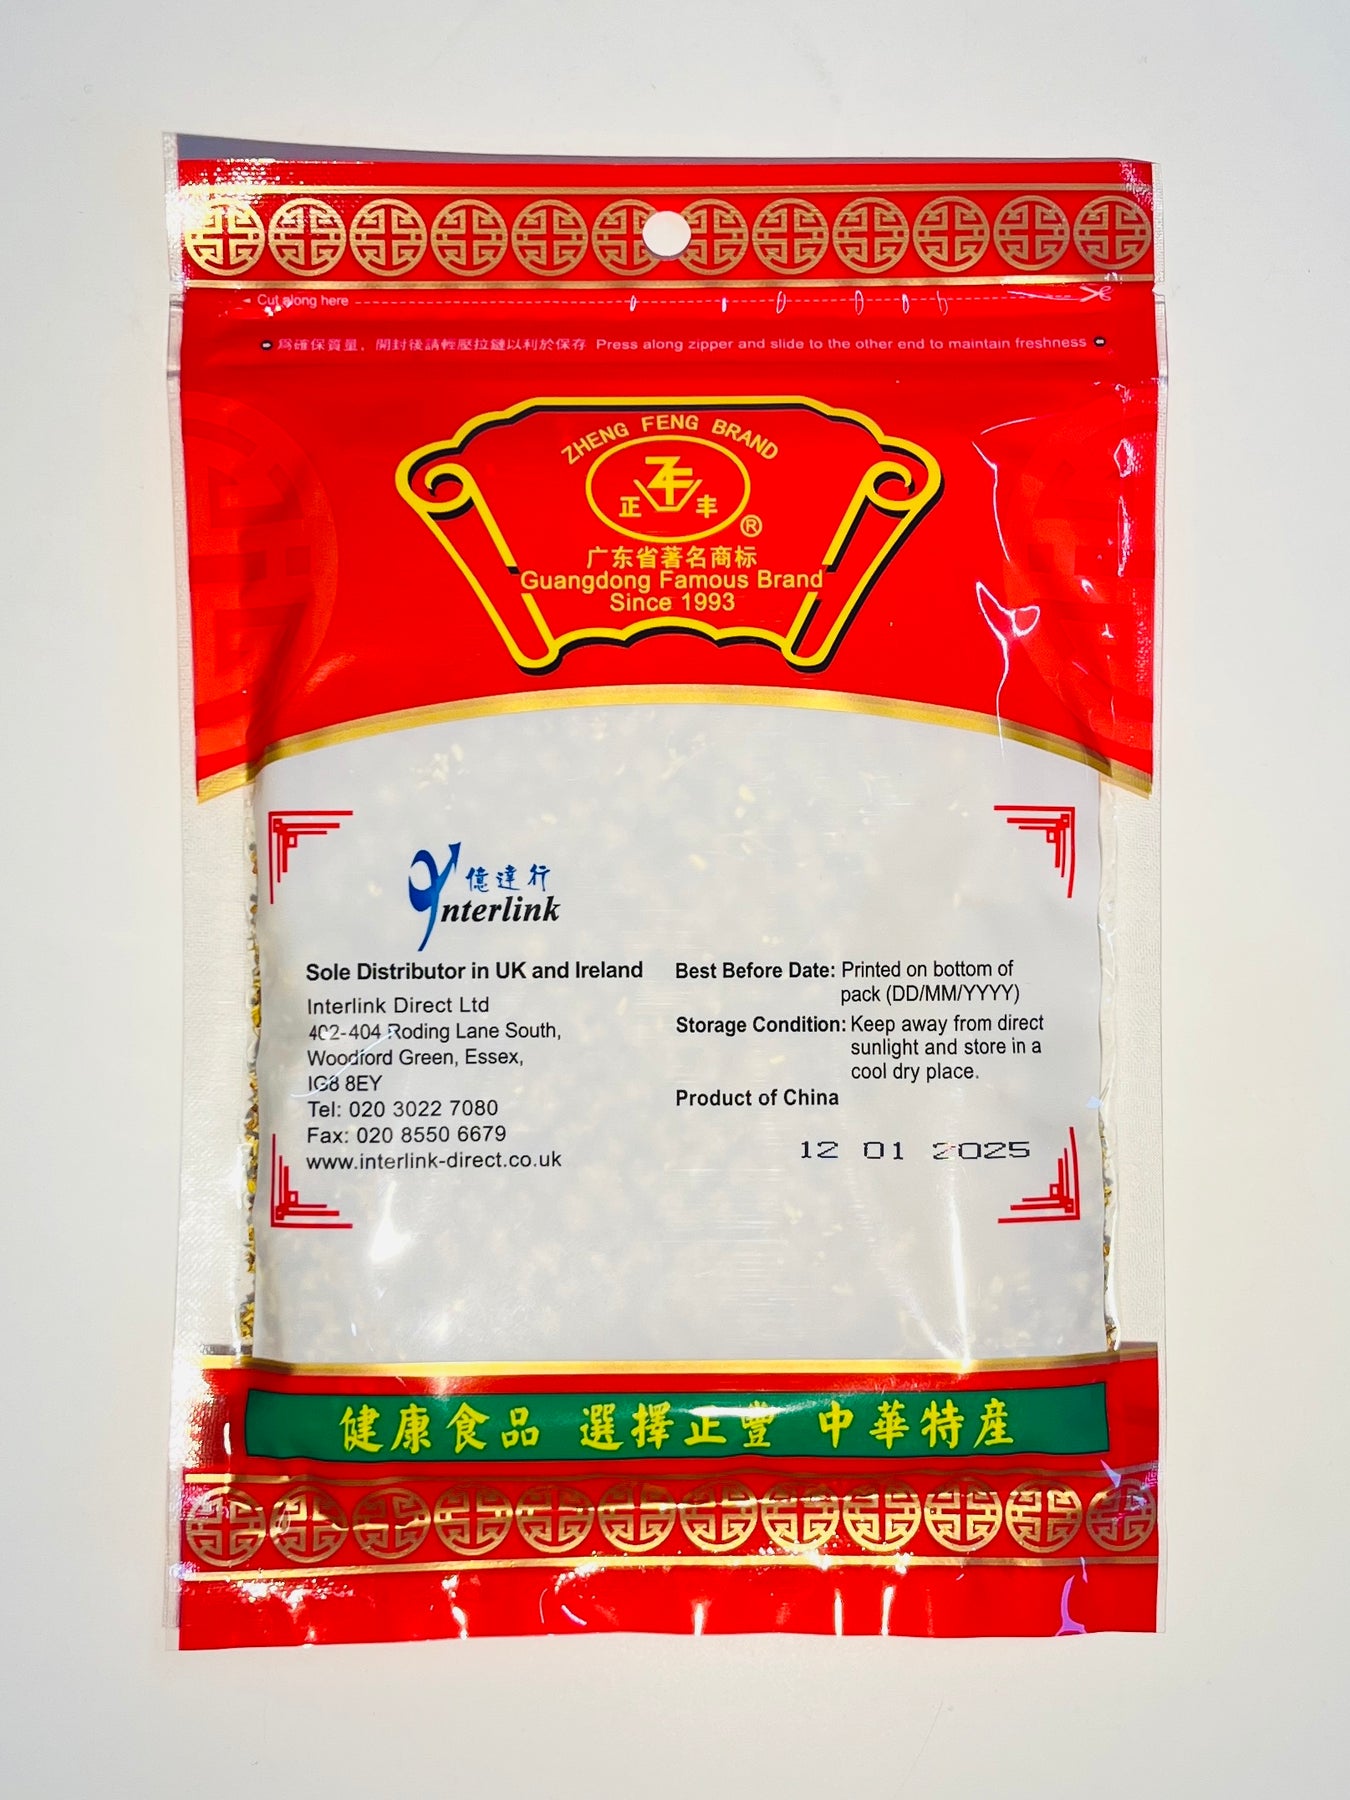 Cut along here
為確保質量，開封後請輕壓拉鏈以利於保存 Press along zipper and slide to the other end to maintain freshness
ZHENG FENG BRAND
正 丰
®
广东省著名商标
Guangdong Famous Brand
Since 1993
億達行
Interlink
Sole Distributor in UK and Ireland
Interlink Direct Ltd
402-404 Roding Lane South,
Woodford Green, Essex,
IG8 8EY
Tel: 020 3022 7080
Fax: 020 8550 6679
www.interlink-direct.co.uk
Best Before Date: Printed on bottom of
pack (DD/MM/YYYY)
Storage Condition: Keep away from direct
sunlight and store in a
cool dry place.
Product of China
12 01 2025
健康食品 選擇正豐 中華特産